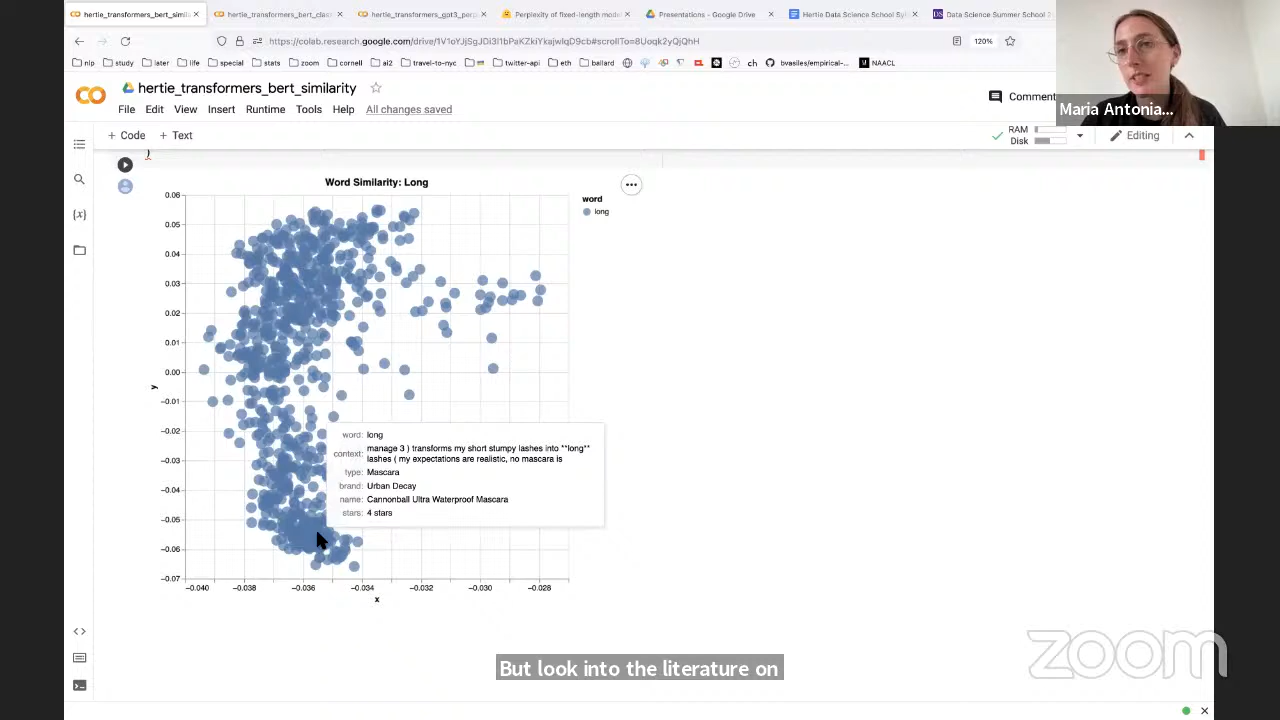 hertie_transformers_bert_simila
hertie_transformers_bert_clas
hertie_transformers_gpt3_perp
Perplexity of fixed-length mode
Presentations - Google Drive
Hertie Data Science School Syl
Data Science Summer School 2
https://colab.research.google.com/drive/1V1oYJjSgJDi3l1bPaKZkiYkajwIqD9cb#scrollTo=8Uoqk2yQjQhH
120%
nlp
study
later
life
special
stats
zoom
cornell
ai2
travel-to-nyc
twitter-api
eth
ballard
ch
bvasiles/empirical-...
NAACL
hertie_transformers_bert_similarity
File Edit View Insert Runtime Tools Help All changes saved
Comment
Maria Antonia...
+ Code + Text
RAM
Disk
Editing
)
Word Similarity: Long
word
long
0.06
0.05
0.04
0.03
0.02
0.01
0.00
−0.01
−0.02
−0.03
−0.04
−0.05
−0.06
−0.07
y
−0.040 −0.038 −0.036 −0.034 −0.032 −0.030 −0.028
x
word: long
context: manage 3 ) transforms my short stumpy lashes into **long**
lashes ( my expectations are realistic, no mascara is
type: Mascara
brand: Urban Decay
name: Cannonball Ultra Waterproof Mascara
stars: 4 stars
But look into the literature on
zoom